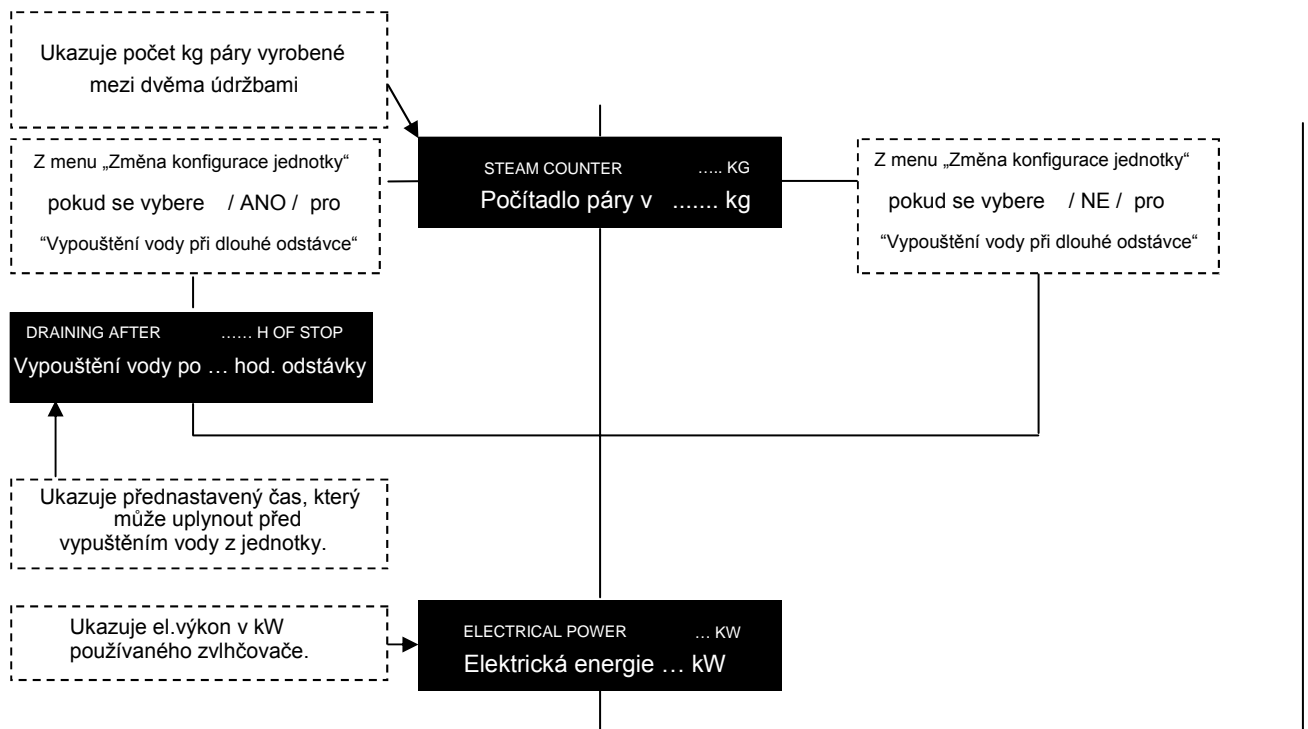 Ukazuje počet kg páry vyrobené
mezi dvěma údržbami
Z menu „Změna konfigurace jednotky“
pokud se vybere / ANO / pro
“Vypouštění vody při dlouhé odstávce“
STEAM COUNTER ….. KG
Počítadlo páry v ....... kg
Z menu „Změna konfigurace jednotky“
pokud se vybere / NE / pro
“Vypouštění vody při dlouhé odstávce“
DRAINING AFTER …… H OF STOP
Vypouštění vody po … hod. odstávky
Ukazuje přednastavený čas, který
může uplynout před
vypuštěním vody z jednotky.
Ukazuje el.výkon v kW
používaného zvlhčovače.
ELECTRICAL POWER … KW
Elektrická energie … kW